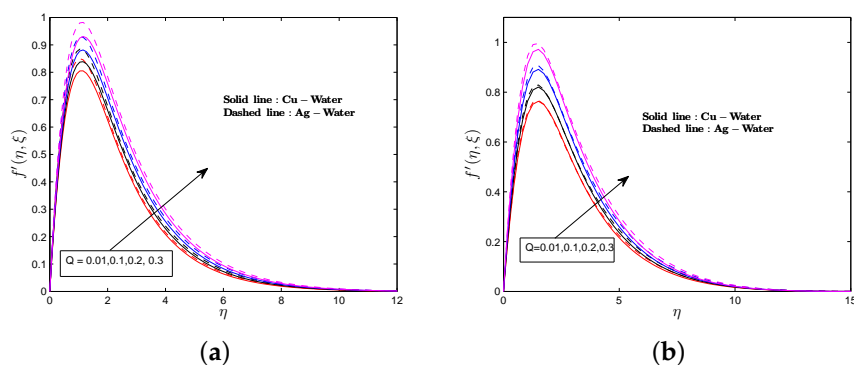 1
0.9
0.8
0.7
0.6
0.5
0.4
0.3
0.2
0.1
0
f′(η, ξ)
Solid line : Cu − Water
Dashed line : Ag − Water
Q = 0.01,0.1,0.2, 0.3
0 2 4 6 8 10 12
η
(a)
1
0.8
0.6
0.4
0.2
0
f′(η, ξ)
Solid line : Cu − Water
Dashed line : Ag − Water
Q=0.01,0.1,0.2,0.3
0 5 10 15
η
(b)